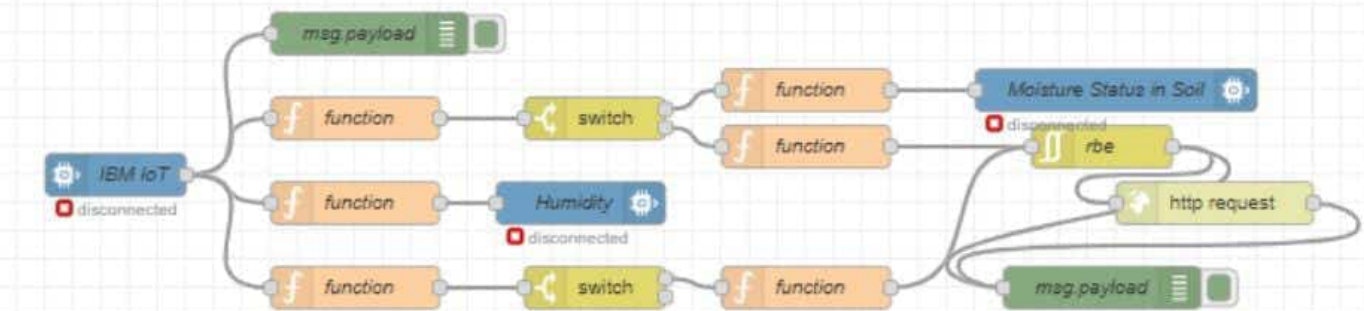 msg.payload
function
Moisture Status in Soil
function
switch
disconnected
function
rbe
IBM IoT
disconnected
function
Humidity
http request
disconnected
function
switch
function
msg.payload